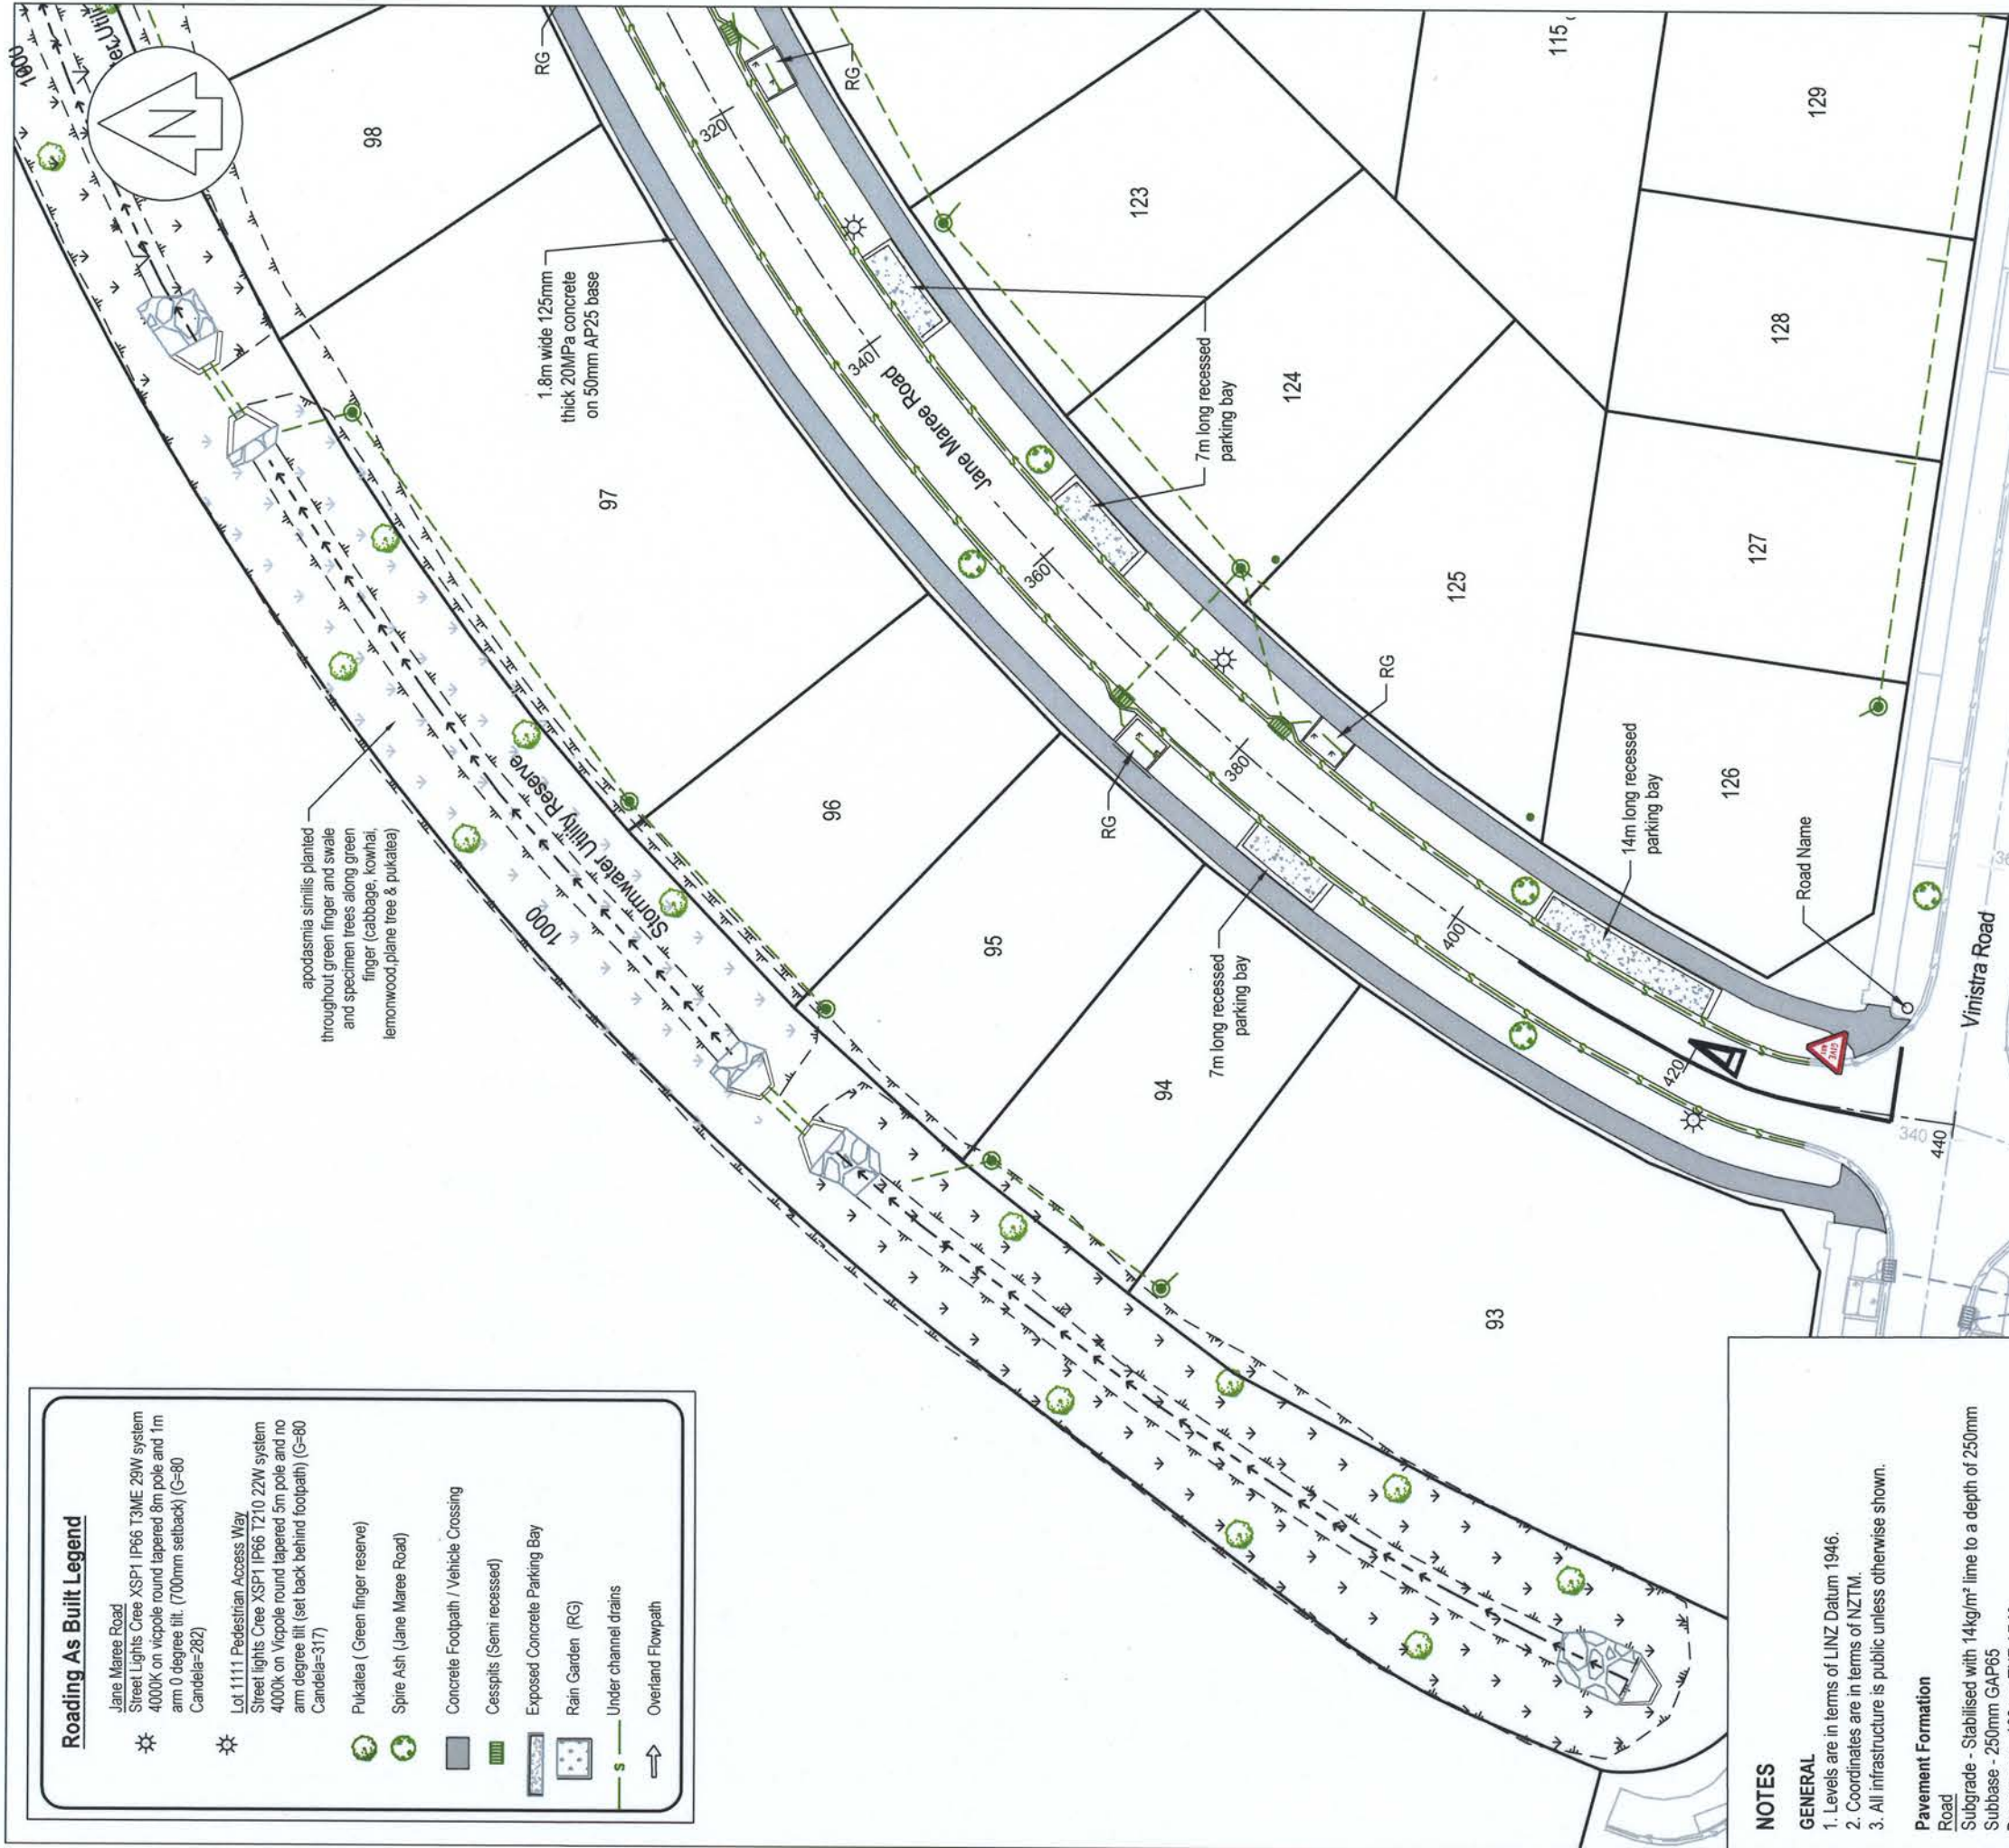 Roading As Built Legend
Jane Maree Road
Street Lights Cree XSP1 IP66 T3ME 29W system
4000K on vicpole round tapered 8m pole and 1m
arm 0 degree tilt. (700mm setback) (G=80
Candela=282)
Lot 1111 Pedestrian Access Way
Street lights Cree XSP1 IP66 T210 22W system
4000k on Vicpole round tapered 5m pole and no
arm degree tilt (set back behind footpath) (G=80
Candela=317)
Pukatea ( Green finger reserve)
Spire Ash (Jane Maree Road)
Concrete Footpath / Vehicle Crossing
Cesspits (Semi recessed)
Exposed Concrete Parking Bay
Rain Garden (RG)
S
Under channel drains
Overland Flowpath
apodasmia similis planted
throughout green finger and swale
and specimen trees along green
finger (cabbage, kowhai,
lemonwood,plane tree & pukatea)
1000
N
98
97
96
95
94
93
1000
Stormwater Utility Reserve
1.8m wide 125mm
thick 20MPa concrete
on 50mm AP25 base
RG
RG
320
340
Jane Maree Road
360
380
400
420
440
340
7m long recessed
parking bay
RG
RG
7m long recessed
parking bay
14m long recessed
parking bay
Road Name
GIVE
Vinistra Road
123
124
125
126
127
128
129
115
NOTES
GENERAL
1. Levels are in terms of LINZ Datum 1946.
2. Coordinates are in terms of NZTM.
3. All infrastructure is public unless otherwise shown.
Pavement Formation
Road
Subgrade - Stabilised with 14kg/m² lime to a depth of 250mm
Subbase - 250mm GAP65